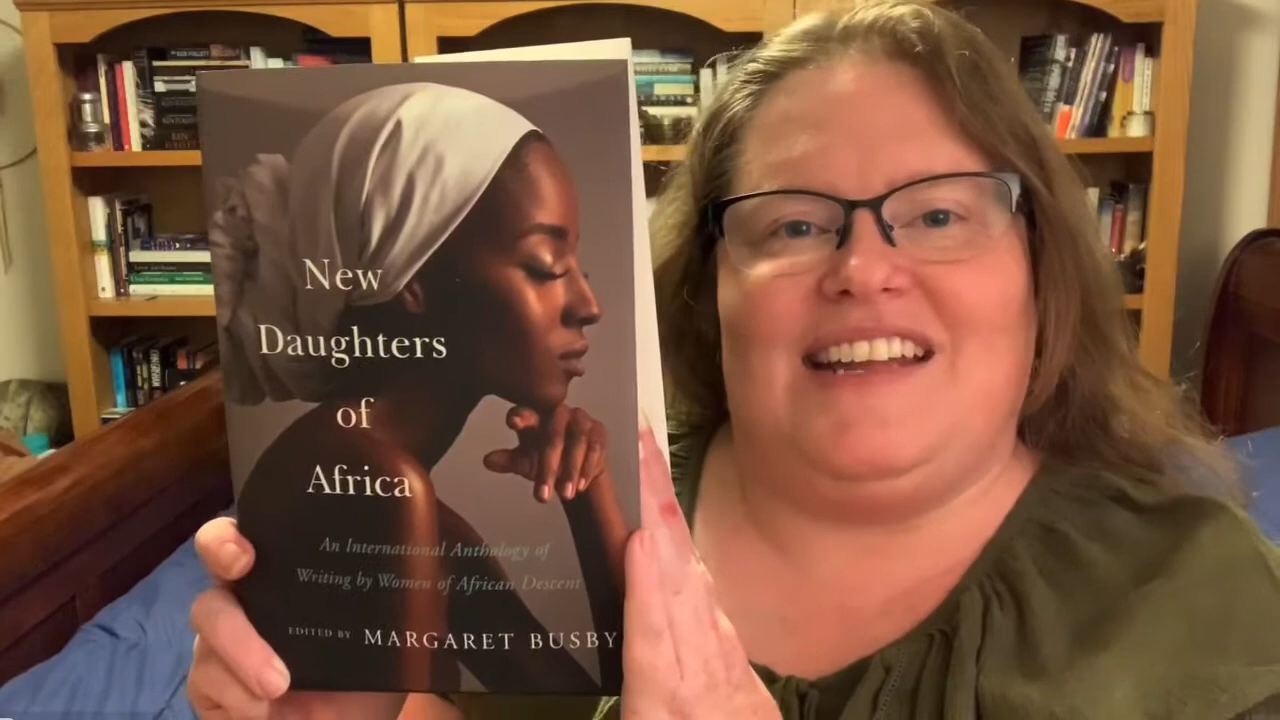 New
Daughters
of
Africa
An International Anthology of
Writing by Women of African Descent
EDITED BY MARGARET BUSBY